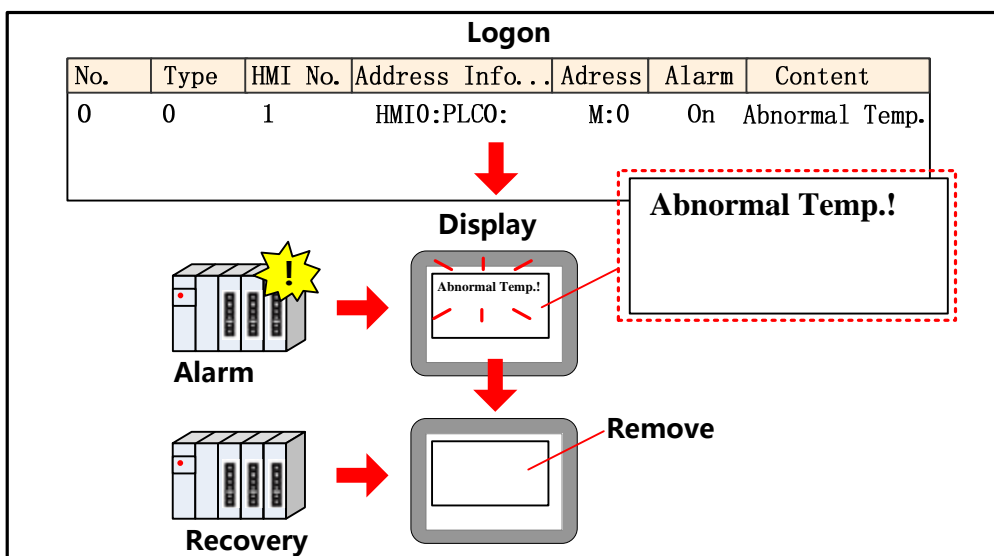 Logon
No. Type HMI No. Address Info... Adress Alarm Content
0 0 1 HMI0:PLC0: M:0 On Abnormal Temp.
Abnormal Temp.!
Display
!
Abnormal Temp.!
Alarm
Remove
Recovery